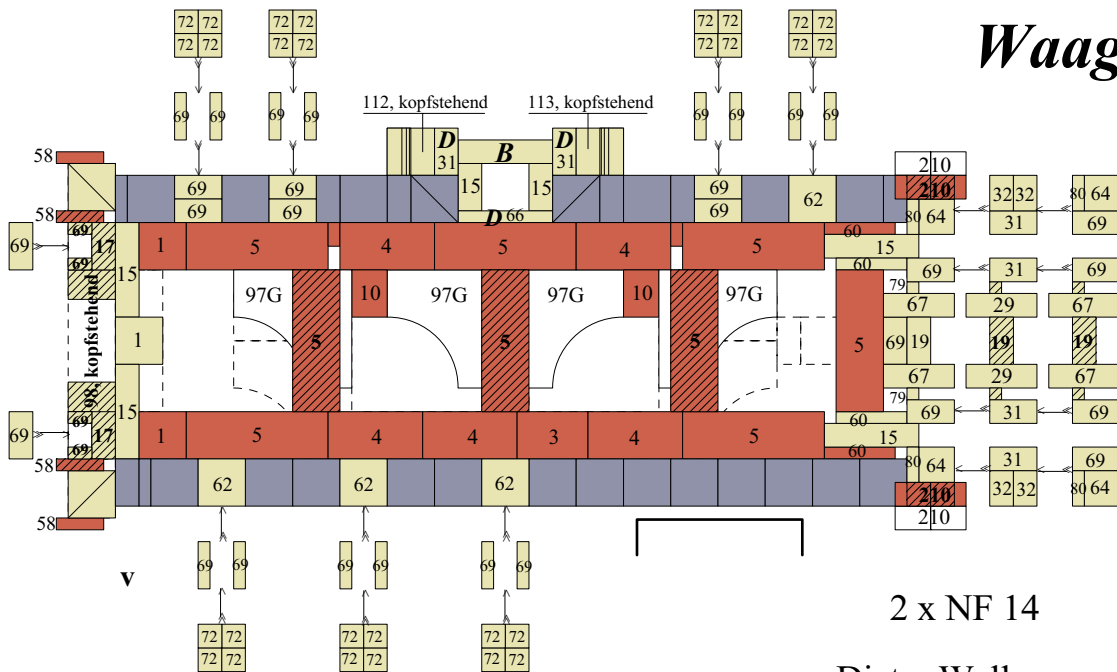 72 72 72 72 72 72 72 72
72 72 72 72 72 72 72 72
Waag
69 69 69 69 69 69 69 69
112, kopfstehend 113, kopfstehend
D D
31 B 31
58 210
69 69 15 15 69 62 210 32 32 80 64
69 69 D 66 69 80 64 31 69
58
69 69 17 1 5 4 5 4 5 60 15
69 15 60 69 31 69
97G 10 97G 97G 10 97G 79 67 29 67
98, kopfstehend 1 5 5 5 5 69 19 19 19
67 29 67
15 79 69 31 69
69 69 17 1 5 4 4 3 4 5 60 15
69 60
58 80 64 31 69
62 62 62 210 32 32 80 64
58 210
69 69 69 69 69 69
v
2 x NF 14
72 72 72 72 72 72
72 72 72 72 72 72